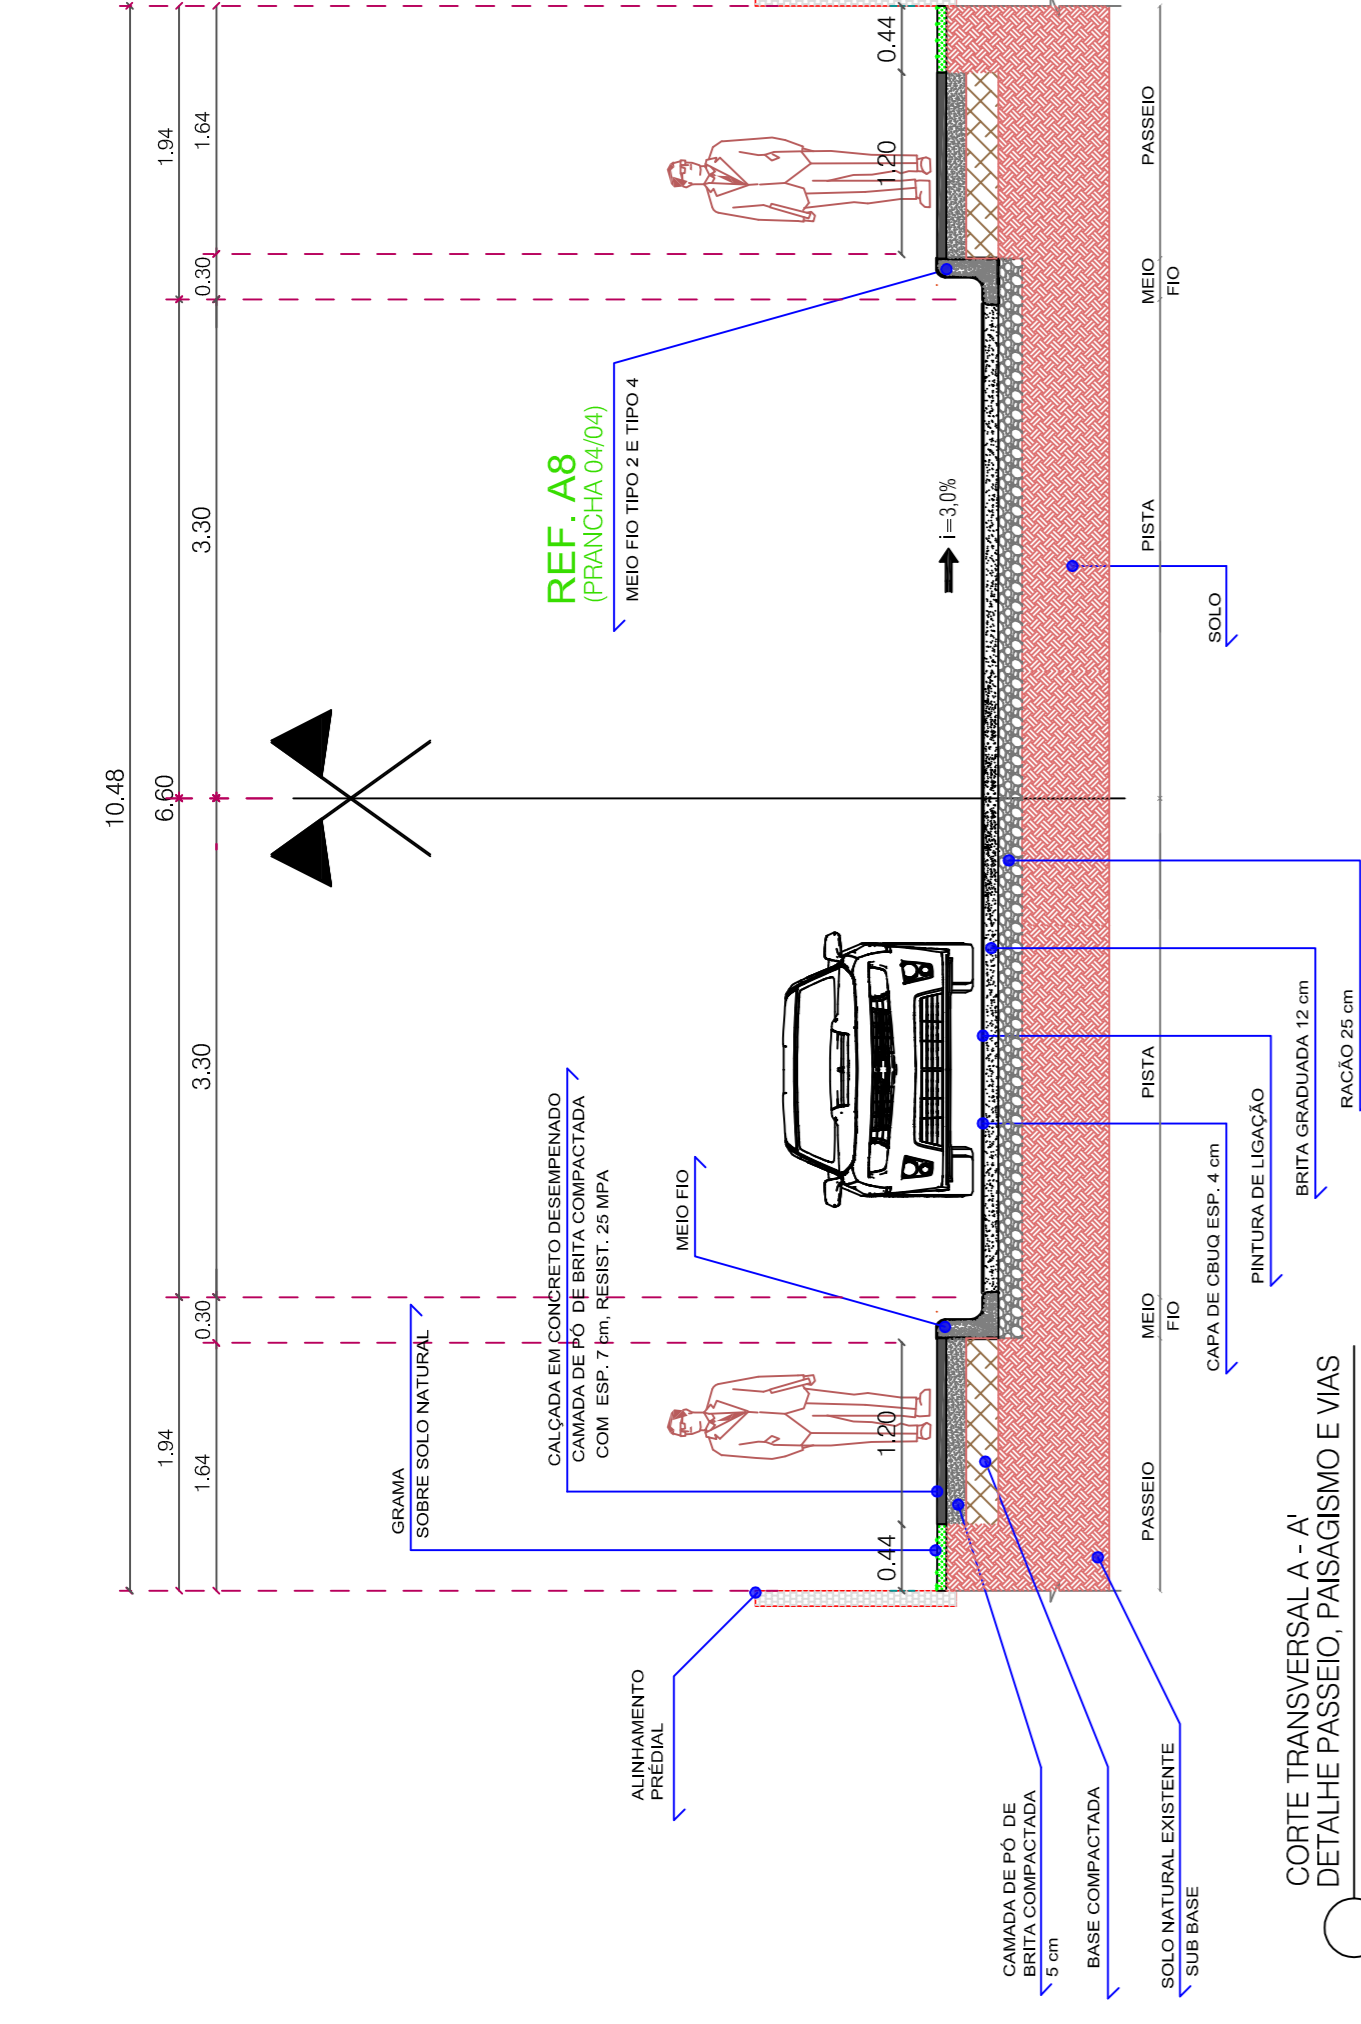 10.48
1.94
6.60
1.94
1.64
0.30
3.30
3.30
0.30
1.64
GRAMA
SOBRE SOLO NATURAL
CALÇADA EM CONCRETO DESEMPENADO
CAMADA DE PÓ DE BRITA COMPACTADA
COM ESP. 7 cm, RESIST. 25 MPA
MEIO FIO
REF. A8
(PRANCHA 04/04)
MEIO FIO TIPO 2 E TIPO 4
ALINHAMENTO
PRÉDIAL
0.44
1.20
1.20
0.44
i=3,0%
PASSEIO
MEIO
FIO
PISTA
PISTA
MEIO
FIO
PASSEIO
CAMADA DE PÓ DE
BRITA COMPACTADA
5 cm
BASE COMPACTADA
SOLO NATURAL EXISTENTE
SUB BASE
CAPA DE CBUQ ESP. 4 cm
PINTURA DE LIGAÇÃO
BRITA GRADUADA 12 cm
RACÃO 25 cm
SOLO
CORTE TRANSVERSAL A - A'
DETALHE PASSEIO, PAISAGISMO E VIAS